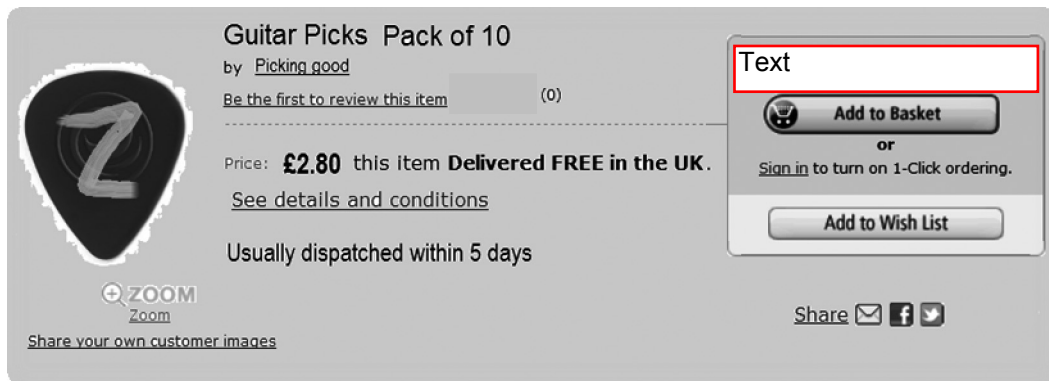 Guitar Picks Pack of 10
by Picking good
Be the first to review this item (0)
Price: £2.80 this item Delivered FREE in the UK.
See details and conditions
Usually dispatched within 5 days
Z
ZOOM
Zoom
Share your own customer images
Text
Add to Basket
or
Sign in to turn on 1-Click ordering.
Add to Wish List
Share f